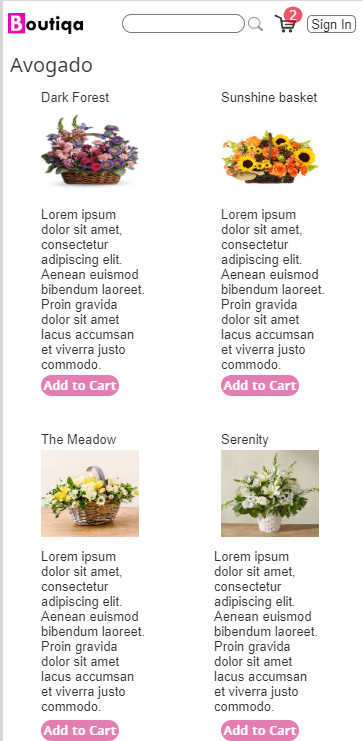 Boutiqa
2
Sign In
Avogado
Dark Forest
Lorem ipsum
dolor sit amet,
consectetur
adipiscing elit.
Aenean euismod
bibendum laoreet.
Proin gravida
dolor sit amet
lacus accumsan
et viverra justo
commodo.
Add to Cart
Sunshine basket
Lorem ipsum
dolor sit amet,
consectetur
adipiscing elit.
Aenean euismod
bibendum laoreet.
Proin gravida
dolor sit amet
lacus accumsan
et viverra justo
commodo.
Add to Cart
The Meadow
Lorem ipsum
dolor sit amet,
consectetur
adipiscing elit.
Aenean euismod
bibendum laoreet.
Proin gravida
dolor sit amet
lacus accumsan
et viverra justo
commodo.
Add to Cart
Serenity
Lorem ipsum
dolor sit amet,
consectetur
adipiscing elit.
Aenean euismod
bibendum laoreet.
Proin gravida
dolor sit amet
lacus accumsan
et viverra justo
commodo.
Add to Cart